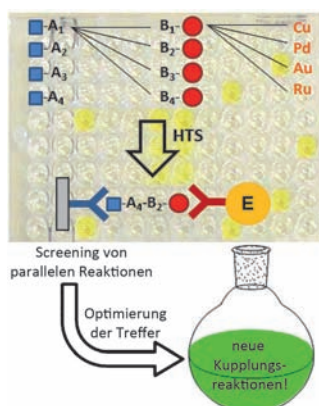 -A₁ B₁- Cu
-A₂ B₂- Pd
-A₃ B₃- Au
-A₄ B₄- Ru
HTS
-A₄-B₂- E
Screening von
parallelen Reaktionen
Optimierung
der Treffer
neue
Kupplungs-
reaktionen!